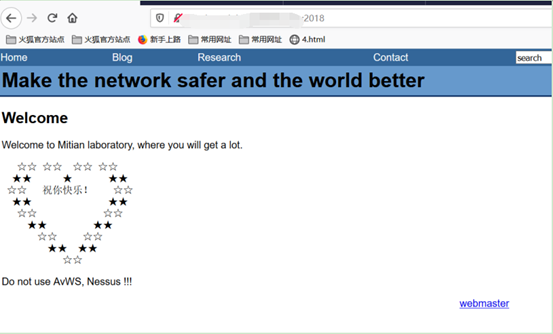 :2018
火狐官方站点 火狐官方站点 新手上路 常用网址 常用网址 4.html
Home Blog Research Contact search
Make the network safer and the world better
Welcome
Welcome to Mitian laboratory, where you will get a lot.
☆☆ ☆☆ ☆☆ ☆☆
★★ ★ ★★
☆☆ 祝你快乐! ☆☆
★★ ★★
☆☆ ☆☆
★★ ★★
☆☆ ☆☆
★★ ★★
☆☆
Do not use AvWS, Nessus !!!
webmaster